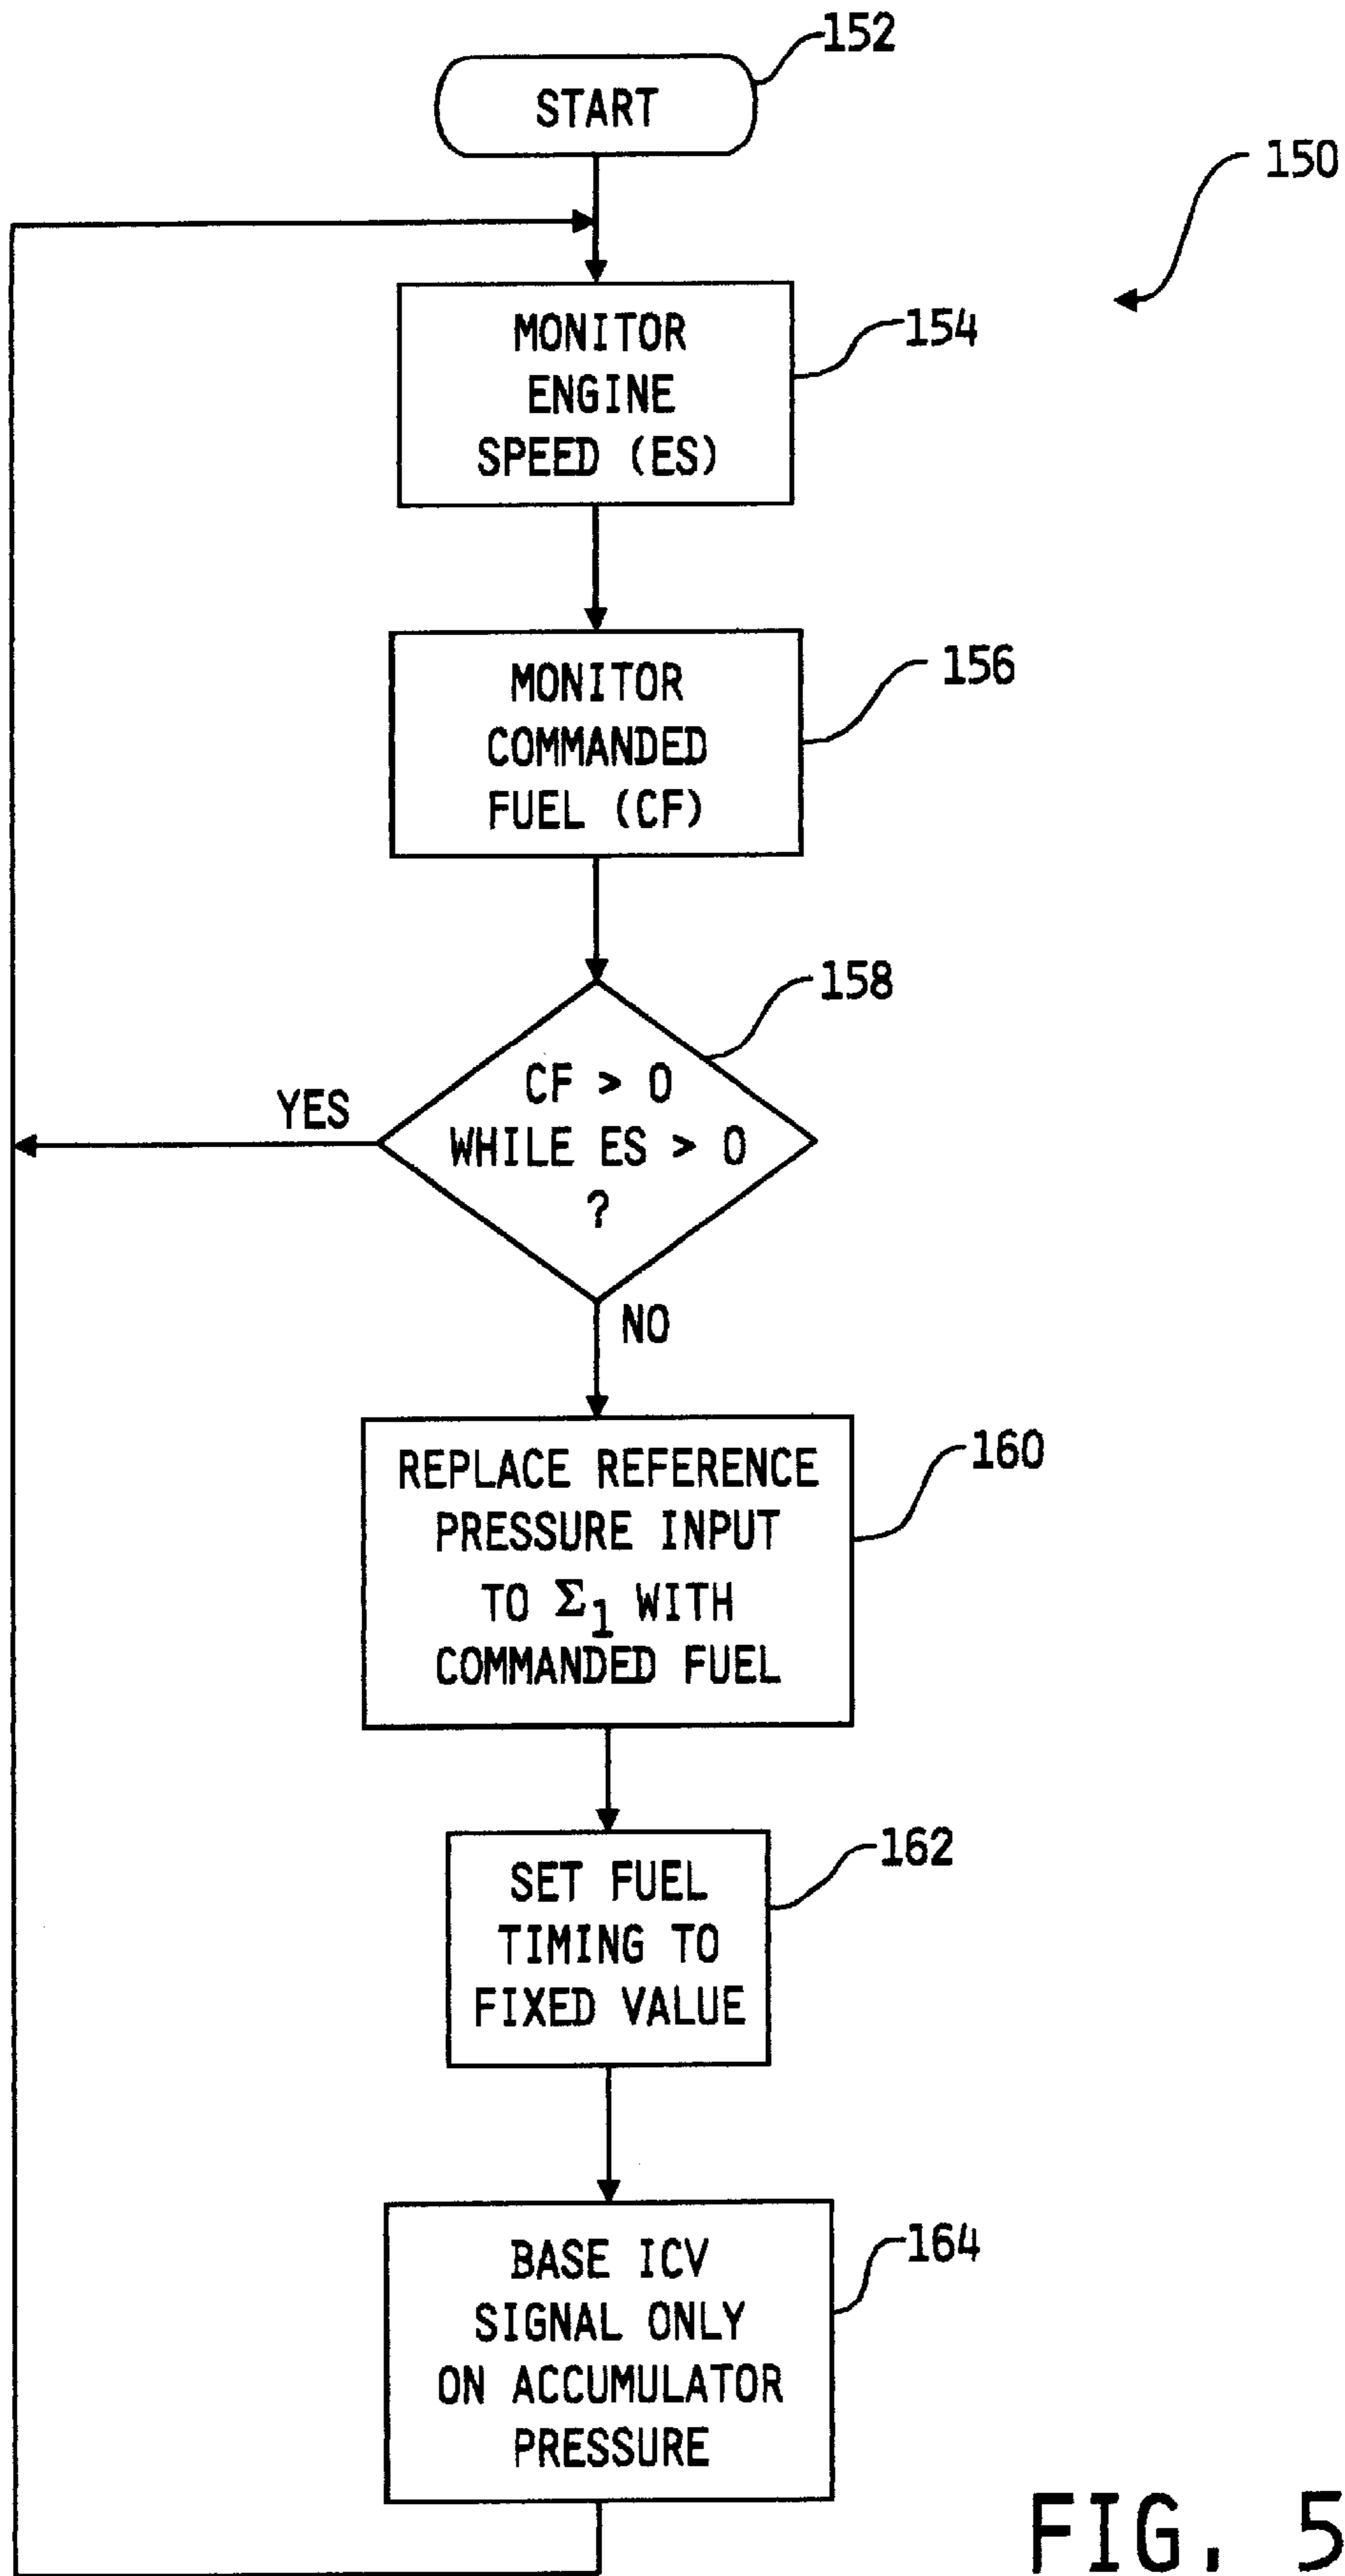 152
START
150
MONITOR
ENGINE
SPEED (ES)
154
MONITOR
COMMANDED
FUEL (CF)
156
158
CF > 0
WHILE ES > 0
?
YES
NO
REPLACE REFERENCE
PRESSURE INPUT
TO Σ1 WITH
COMMANDED FUEL
160
SET FUEL
TIMING TO
FIXED VALUE
162
BASE ICV
SIGNAL ONLY
ON ACCUMULATOR
PRESSURE
164
FIG. 5